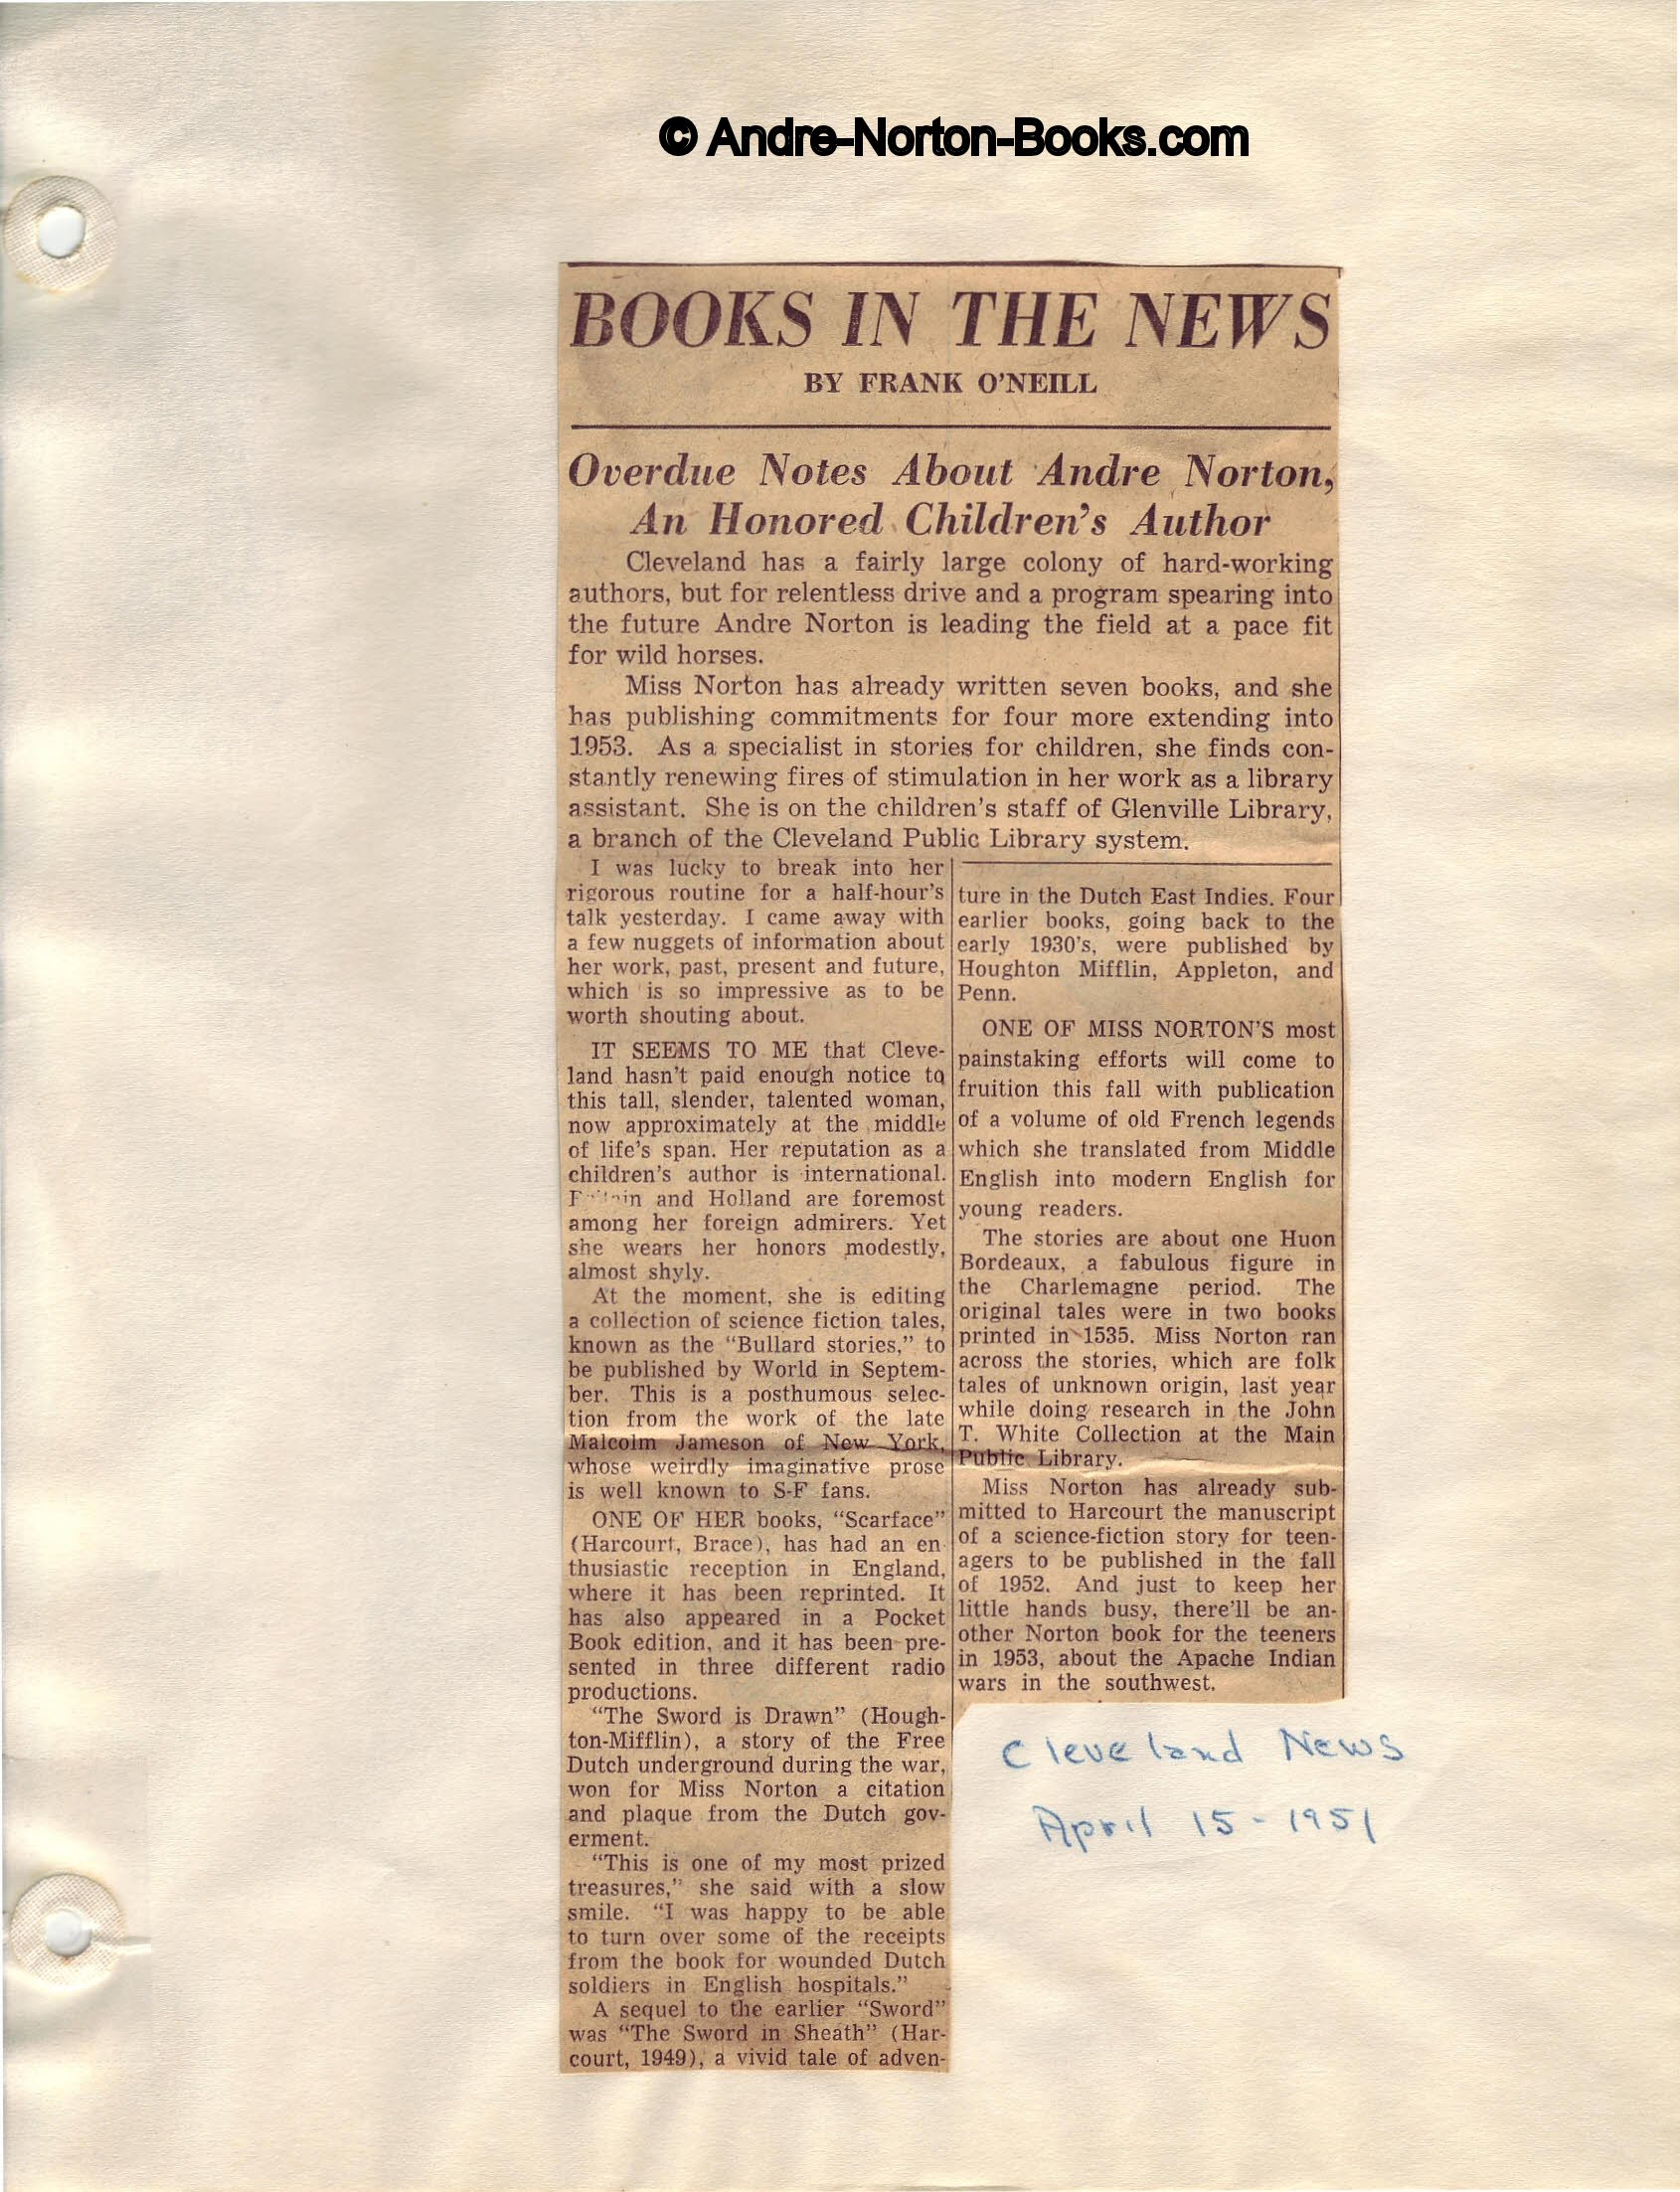 © Andre-Norton-Books.com
BOOKS IN THE NEWS
BY FRANK O'NEILL
Overdue Notes About Andre Norton,
An Honored Children's Author
Cleveland has a fairly large colony of hard-working
authors, but for relentless drive and a program spearing into
the future Andre Norton is leading the field at a pace fit
for wild horses.
Miss Norton has already written seven books, and she
has publishing commitments for four more extending into
1953. As a specialist in stories for children, she finds con-
stantly renewing fires of stimulation in her work as a library
assistant. She is on the children's staff of Glenville Library,
a branch of the Cleveland Public Library system.
I was lucky to break into her
rigorous routine for a half-hour's
talk yesterday. I came away with
a few nuggets of information about
her work, past, present and future,
which is so impressive as to be
worth shouting about.
IT SEEMS TO ME that Cleve-
land hasn't paid enough notice to
this tall, slender, talented woman,
now approximately at the middle
of life's span. Her reputation as a
children's author is international.
and Holland are foremost
among her foreign admirers. Yet
she wears her honors modestly,
almost shyly.
At the moment, she is editing
a collection of science fiction tales,
known as the "Bullard stories," to
be published by World in Septem-
ber. This is a posthumous selec-
tion from the work of the late
Malcolm Jameson of New York,
whose weirdly imaginative prose
is well known to S-F fans.
ONE OF HER books, "Scarface"
(Harcourt, Brace), has had an en-
thusiastic reception in England,
where it has been reprinted. It
has also appeared in a Pocket
Book edition, and it has been pre-
sented in three different radio
productions.
"The Sword is Drawn" (Hough-
ton-Mifflin), a story of the Free
Dutch underground during the war,
won for Miss Norton a citation
and plaque from the Dutch gov-
erment.
"This is one of my most prized
treasures," she said with a slow
smile. "I was happy to be able
to turn over some of the receipts
from the book for wounded Dutch
soldiers in English hospitals."
A sequel to the earlier "Sword"
was "The Sword in Sheath" (Har-
court, 1949), a vivid tale of adven-
ture in the Dutch East Indies. Four
earlier books, going back to the
early 1930's, were published by
Houghton Mifflin, Appleton, and
Penn.
ONE OF MISS NORTON'S most
painstaking efforts will come to
fruition this fall with publication
of a volume of old French legends
which she translated from Middle
English into modern English for
young readers.
The stories are about one Huon
Bordeaux, a fabulous figure in
the Charlemagne period. The
original tales were in two books
printed in 1535. Miss Norton ran
across the stories, which are folk
tales of unknown origin, last year
while doing research in the John
T. White Collection at the Main
Public Library.
Miss Norton has already sub-
mitted to Harcourt the manuscript
of a science-fiction story for teen-
agers to be published in the fall
of 1952. And just to keep her
little hands busy, there'll be an-
other Norton book for the teeners
in 1953, about the Apache Indian
wars in the southwest.
Cleveland News
April 15-1951